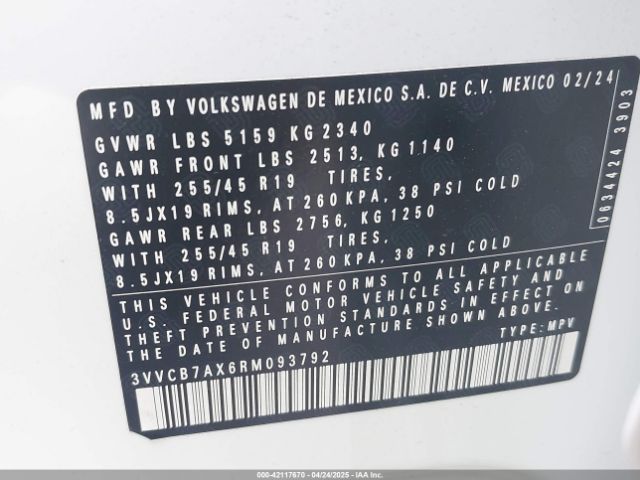 MFD BY VOLKSWAGEN DE MEXICO S.A. DE C.V. MEXICO 02/24
GVWR LBS 5159 KG 2340
GAWR FRONT LBS 2513, KG 1140
WITH 255/45 R19 TIRES,
8.5JX19 RIMS, AT 260 KPA, 38 PSI COLD
GAWR REAR LBS 2756, KG 1250
WITH 255/45 R19 TIRES,
8.5JX19 RIMS, AT 260 KPA, 38 PSI COLD
THIS VEHICLE CONFORMS TO ALL APPLICABLE
U.S. FEDERAL MOTOR VEHICLE SAFETY AND
THEFT PREVENTION STANDARDS IN EFFECT ON
THE DATE OF MANUFACTURE SHOWN ABOVE.
TYPE: MPV
3VVCB7AX6RM093792
0634424 3903
000-42117670 - 04/24/2025 - IAA, Inc.